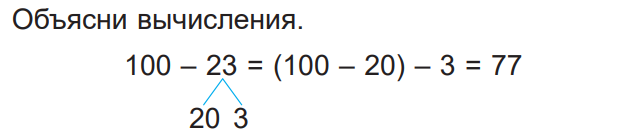 Объясни вычисления.
100 – 23 = (100 – 20) – 3 = 77
20 3